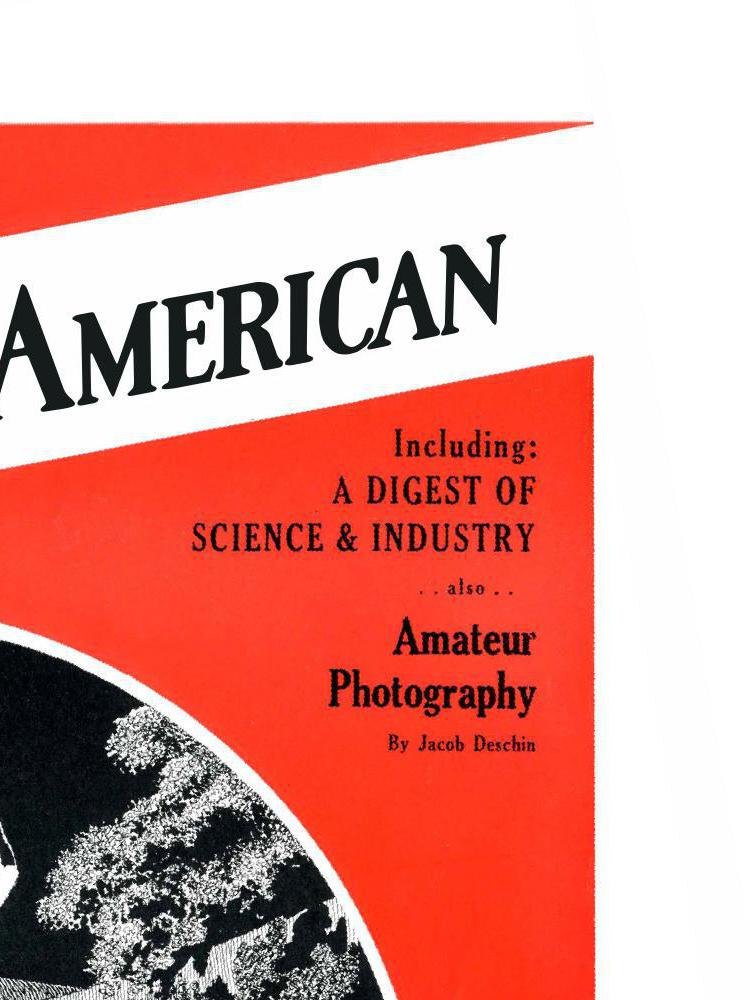 AMERICAN
Including:
A DIGEST OF
SCIENCE & INDUSTRY
. . also . .
Amateur
Photography
By Jacob Deschin